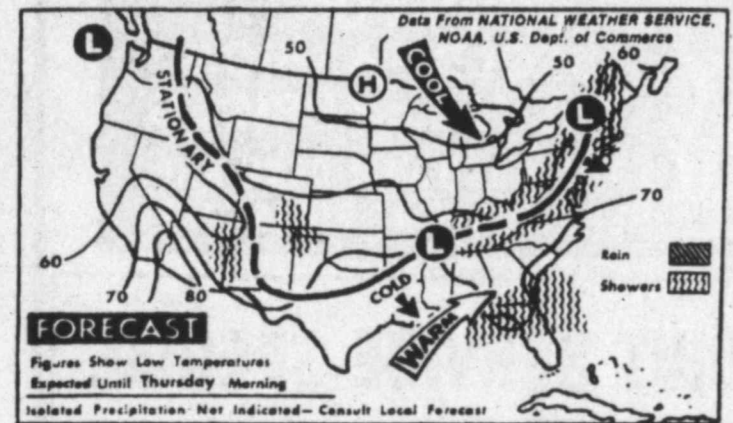 Data From NATIONAL WEATHER SERVICE,
NOAA, U.S. Dept. of Commerce
L
50
60
COOL
50
H
L
STATIONARY
70
L
60
Rain
70
80
COLD
Showers
WARM
FORECAST
Figures Show Low Temperatures
Expected Until Thursday Morning
Isolated Precipitation Not Indicated— Consult Local Forecast